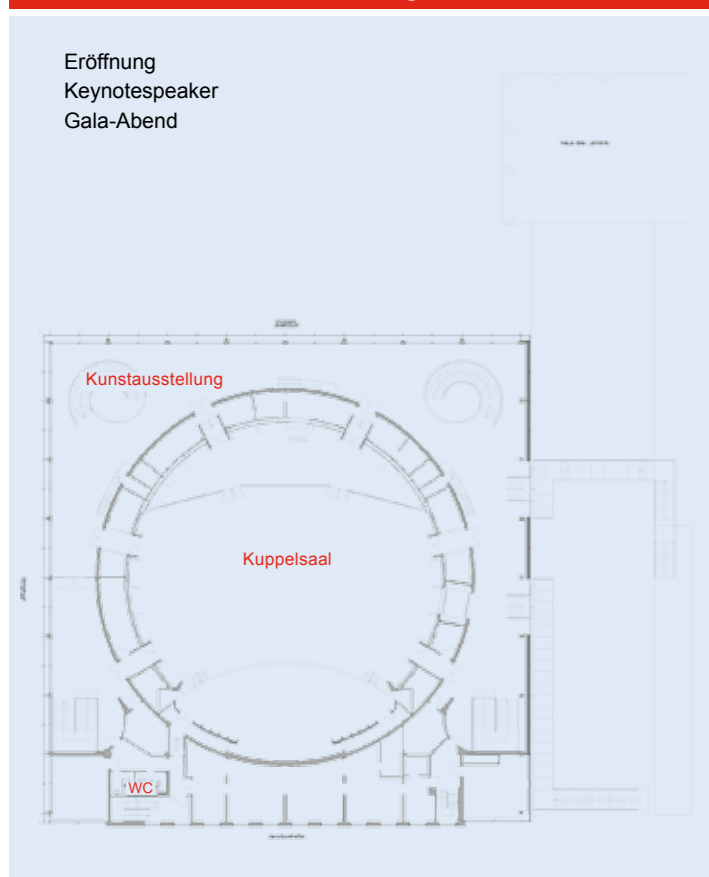 Eröffnung
Keynotespeaker
Gala-Abend
Kunstausstellung
Kuppelsaal
WC